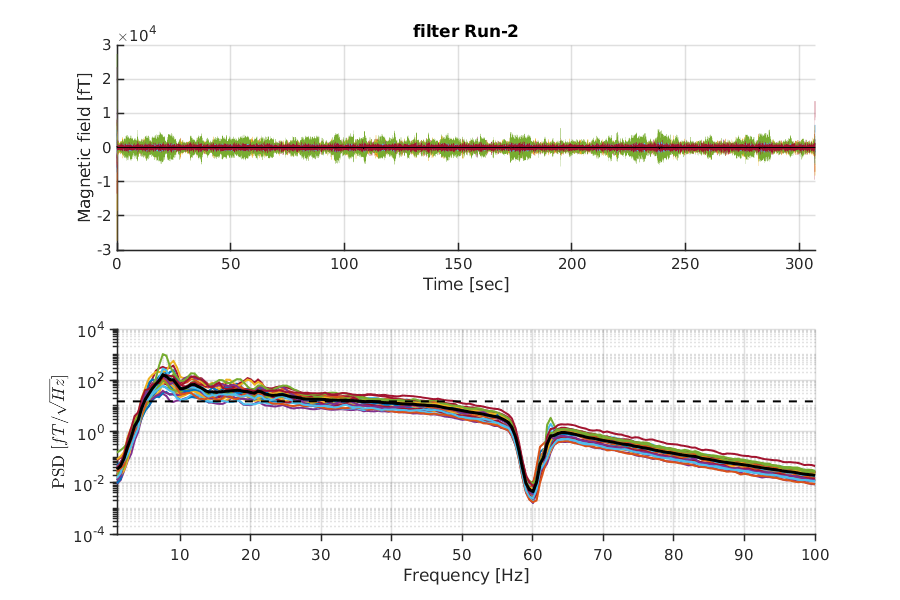 filter Run-2
×10^4
3
2
1
0
-1
-2
-3
Magnetic field [fT]
0 50 100 150 200 250 300
Time [sec]
10^4
10^2
10^0
10^-2
10^-4
PSD [fT/√Hz]
10 20 30 40 50 60 70 80 90 100
Frequency [Hz]